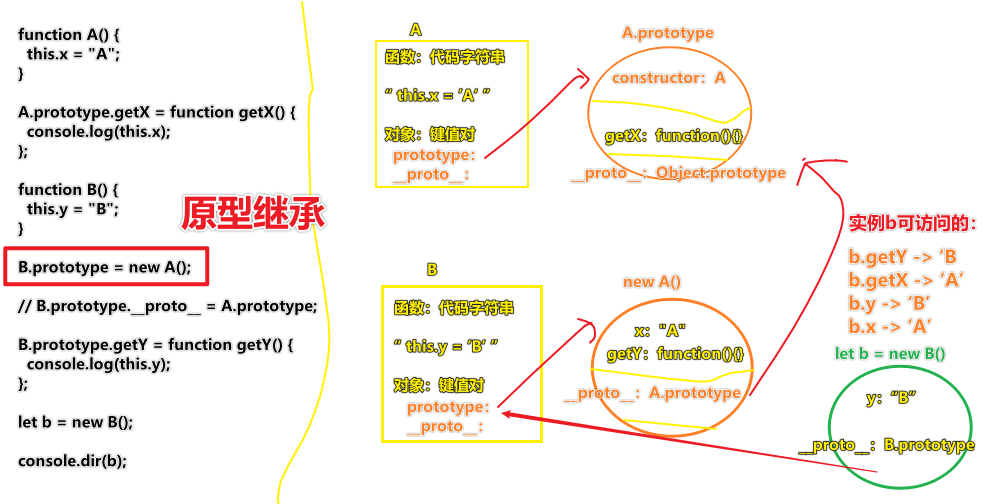 function A() {
this.x = "A";
}
A.prototype.getX = function getX() {
console.log(this.x);
};
function B() {
this.y = "B";
}
原型继承
B.prototype = new A();
// B.prototype.__proto__ = A.prototype;
B.prototype.getY = function getY() {
console.log(this.y);
};
let b = new B();
console.dir(b);
A
函数：代码字符串
“ this.x = ’A‘ ”
对象：键值对
prototype:
__proto__:
A.prototype
constructor: A
getX: function(){}
__proto__: Object.prototype
B
函数：代码字符串
“ this.y = ’B‘ ”
对象：键值对
prototype:
__proto__:
new A()
x: "A"
getY: function(){}
__proto__: A.prototype
实例b可访问的：
b.getY -> ‘B
b.getX -> ‘A’
b.y -> ‘B’
b.x -> ‘A’
let b = new B()
y: “B”
__proto__: B.prototype